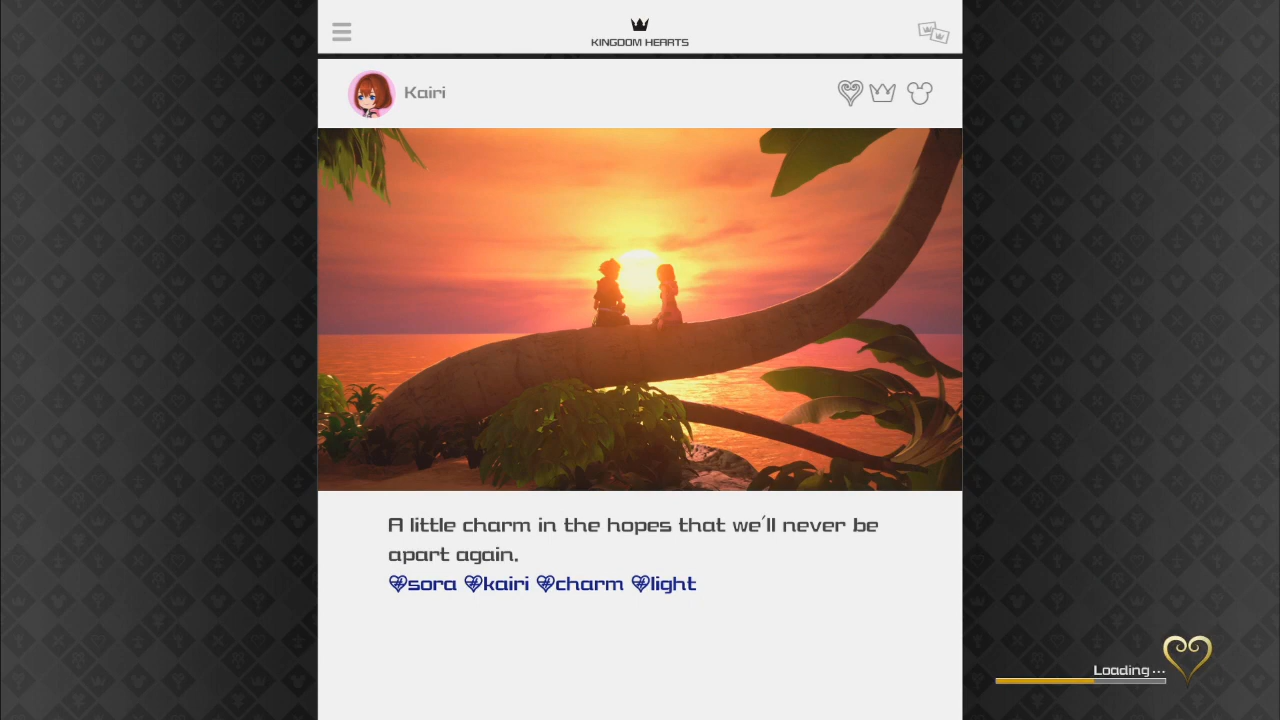 KINGDOM HEARTS
Kairi
A little charm in the hopes that we'll never be
apart again.
sora kairi charm light
Loading...